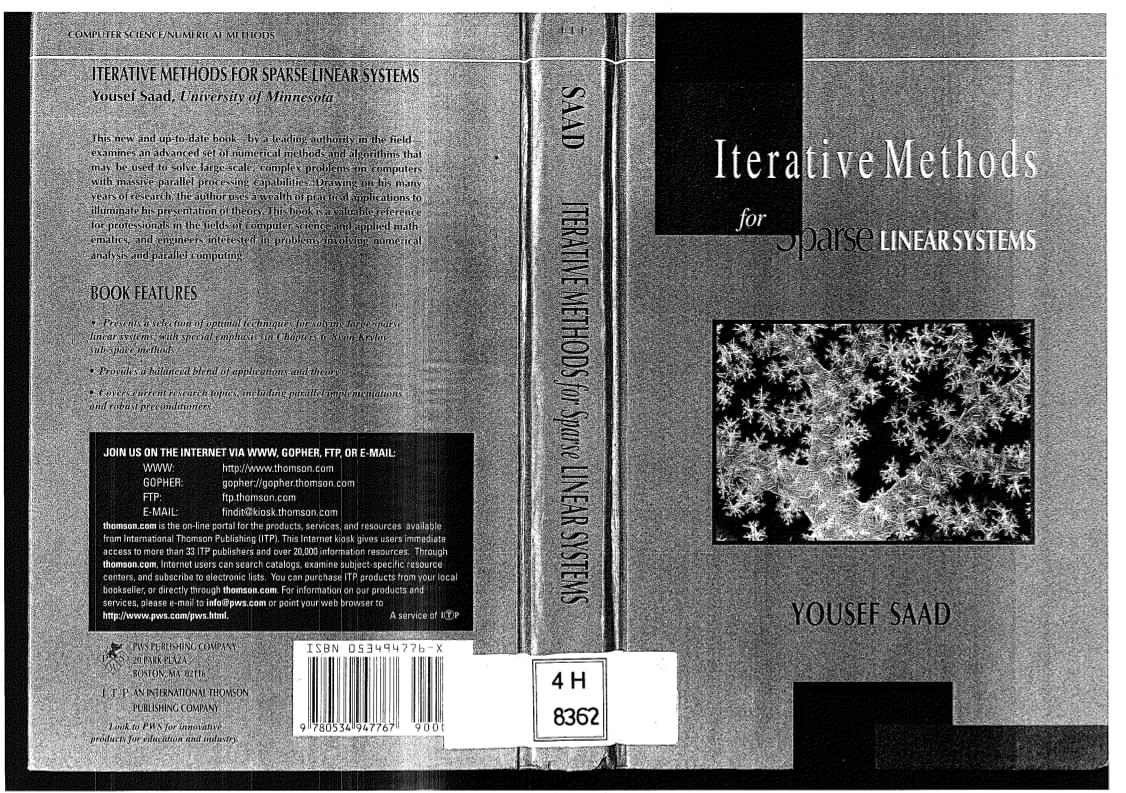 COMPUTER SCIENCE/NUMERICAL METHODS
ITERATIVE METHODS FOR SPARSE LINEAR SYSTEMS
Yousef Saad, University of Minnesota
This new and up-to-date book—by a leading authority in the field—
examines an advanced set of numerical methods and algorithms that
may be used to solve large-scale, complex problems on computers
with massive parallel processing capabilities. Drawing on his many
years of research, the author uses a wealth of practical applications to
illuminate his presentation of theory. This book is a valuable reference
for professionals in the fields of computer science and applied math-
ematics, and engineers interested in problems involving numerical
analysis and parallel computing.
BOOK FEATURES
• Presents a selection of optimal techniques for solving large sparse
linear systems, with special emphasis (in Chapters 6-9) on Krylov
sub-space methods
• Provides a balanced blend of applications and theory
• Covers current research topics, including parallel implementations
and robust preconditioners
JOIN US ON THE INTERNET VIA WWW, GOPHER, FTP, OR E-MAIL:
WWW: http://www.thomson.com
GOPHER: gopher://gopher.thomson.com
FTP: ftp.thomson.com
E-MAIL: findit@kiosk.thomson.com
thomson.com is the on-line portal for the products, services, and resources available
from International Thomson Publishing (ITP). This Internet kiosk gives users immediate
access to more than 33 ITP publishers and over 20,000 information resources. Through
thomson.com, Internet users can search catalogs, examine subject-specific resource
centers, and subscribe to electronic lists. You can purchase ITP products from your local
bookseller, or directly through thomson.com. For information on our products and
services, please e-mail to info@pws.com or point your web browser to
http://www.pws.com/pws.html. A service of ITP
PWS PUBLISHING COMPANY
20 PARK PLAZA
BOSTON, MA 02116
I T P AN INTERNATIONAL THOMSON
PUBLISHING COMPANY
Look to PWS for innovative
products for education and industry.
ISBN 053494776-X
9 780534 947767 900
I T P
SAAD ITERATIVE METHODS for Sparse LINEAR SYSTEMS
4 H
8362
Iterative Methods
for
Sparse LINEAR SYSTEMS
YOUSEF SAAD